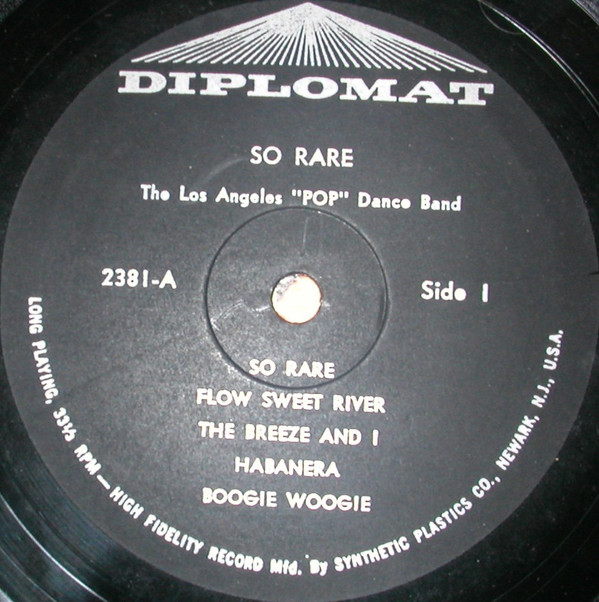 DIPLOMAT
SO RARE
The Los Angeles "POP" Dance Band
2381-A
Side 1
SO RARE
FLOW SWEET RIVER
THE BREEZE AND I
HABANERA
BOOGIE WOOGIE
LONG PLAYING, 33⅓ RPM — HIGH FIDELITY RECORD Mfd. By SYNTHETIC PLASTICS CO., NEWARK, N.J., U.S.A.